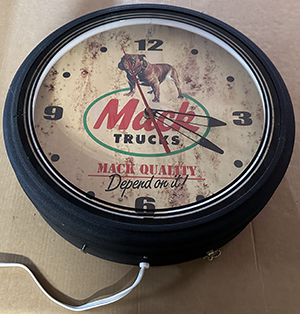 12
Mack
TRUCKS
9
3
MACK QUALITY
Depend on it!
6